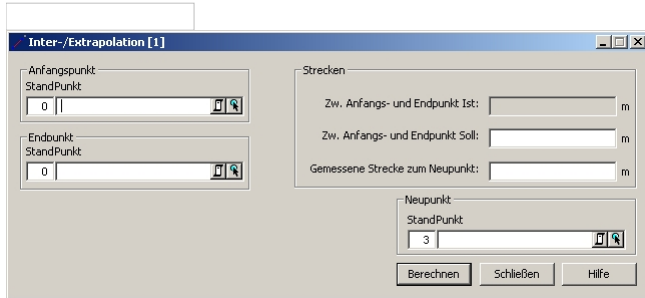 Inter-/Extrapolation [1]
Anfangspunkt
StandPunkt
0
Endpunkt
StandPunkt
0
Strecken
Zw. Anfangs- und Endpunkt Ist: m
Zw. Anfangs- und Endpunkt Soll: m
Gemessene Strecke zum Neupunkt: m
Neupunkt
StandPunkt
3
Berechnen Schließen Hilfe